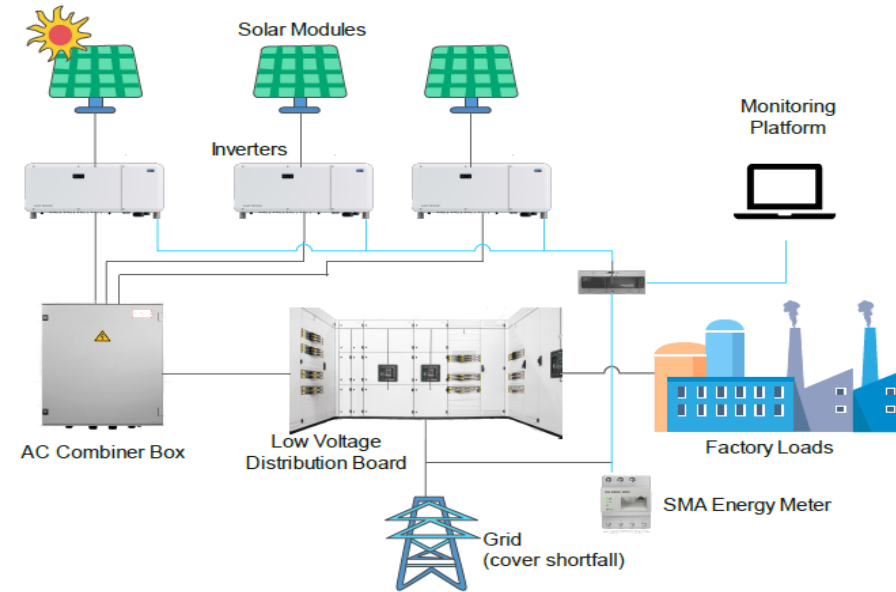 Solar Modules
Inverters
Monitoring
Platform
AC Combiner Box
Low Voltage
Distribution Board
Factory Loads
SMA Energy Meter
Grid
(cover shortfall)